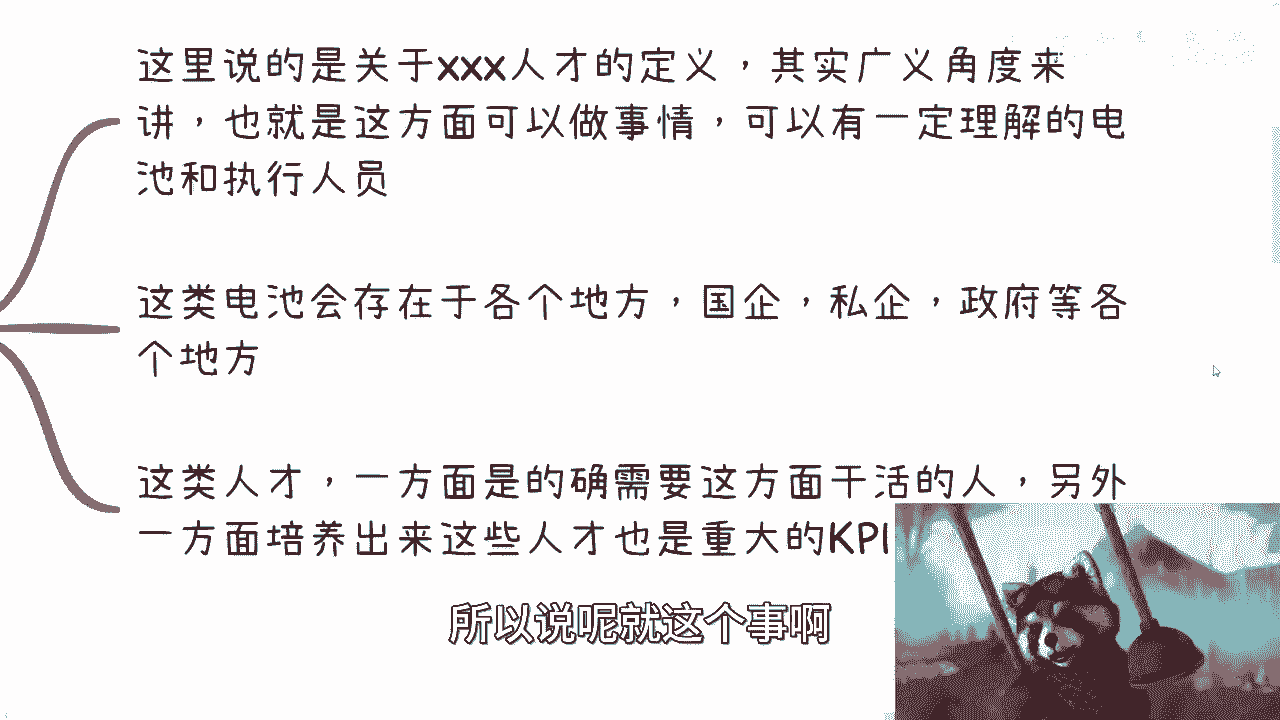 这里说的是关于xxx人才的定义，其实广义角度来
讲，也就是这方面可以做事情，可以有一定理解的电
池和执行人员
这类电池会存在于各个地方，国企，私企，政府等各
个地方
这类人才，一方面是的确需要这方面干活的人，另外
一方面培养出来这些人才也是重大的KPI
所以说呢就这个事啊